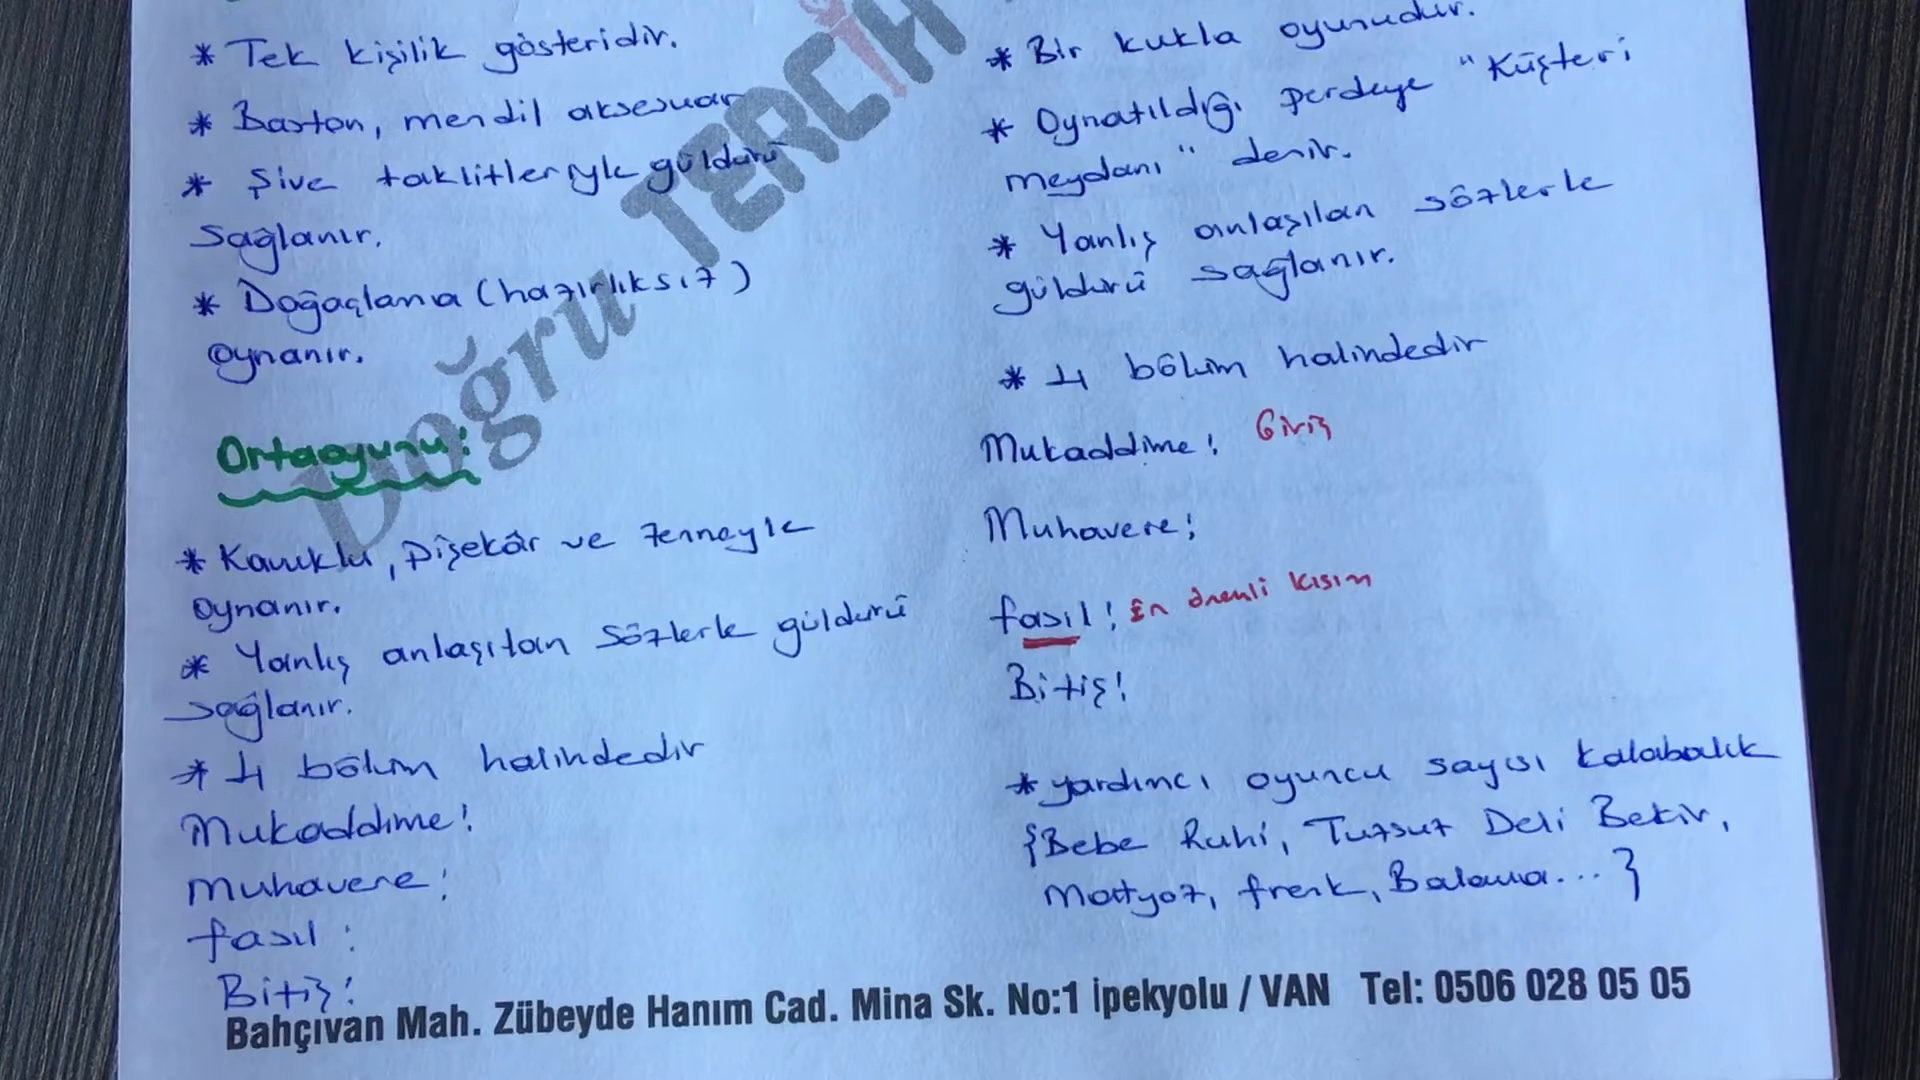 * Tek kişilik gösteridir.
* Baston, mendil aksesuar
* Şive taklitleriyle güldürü
sağlanır.
* Doğaçlama (hazırlıksız)
oynanır.
Ortaoyunu:
* Kavuklu, Pişekâr ve zenneyle
oynanır.
* Yanlış anlaşılan sözlerle güldürü
sağlanır.
* 4 bölüm halindedir
Mukaddime:
Muhavere:
fasıl:
Bitiş:
* Bir kukla oyunudur.
* Oynatıldığı perdeye "Küşteri
meydanı" denir.
* Yanlış anlaşılan sözlerle
güldürü sağlanır.
* 4 bölüm halindedir
Mukaddime: Giriş
Muhavere:
fasıl: En önemli kısım
Bitiş:
* yardımcı oyuncu sayısı kalabalık
{Bebe Ruhi, Tuzsuz Deli Bekir,
Matyoz, frenk, Balama...}
Doğru TERCİH
Bahçıvan Mah. Zübeyde Hanım Cad. Mina Sk. No:1 İpekyolu / VAN Tel: 0506 028 05 05